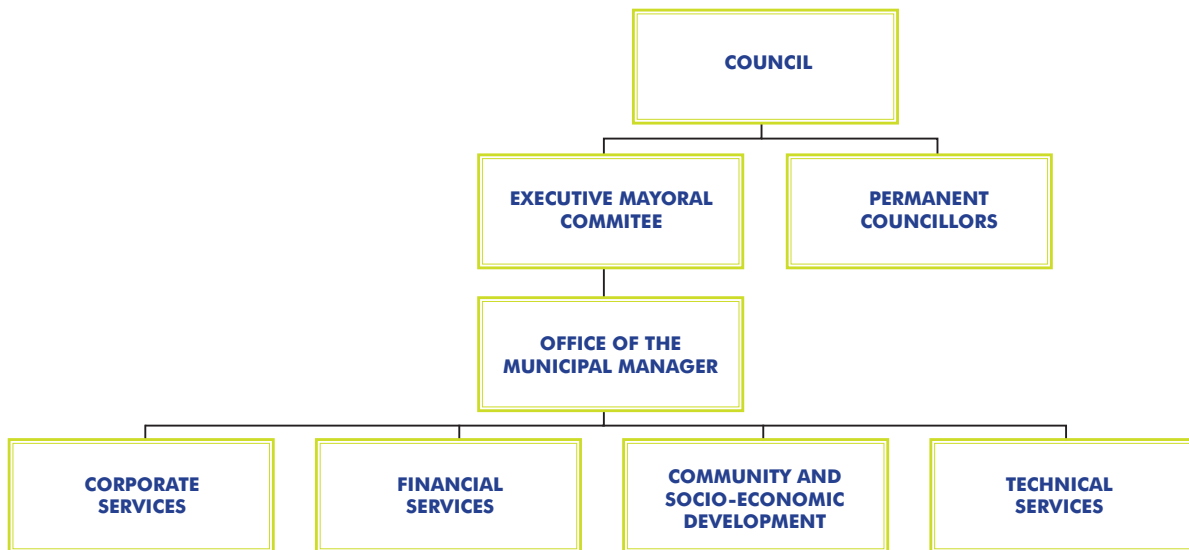 COUNCIL
EXECUTIVE MAYORAL
COMMITEE
PERMANENT
COUNCILLORS
OFFICE OF THE
MUNICIPAL MANAGER
CORPORATE
SERVICES
FINANCIAL
SERVICES
COMMUNITY AND
SOCIO-ECONOMIC
DEVELOPMENT
TECHNICAL
SERVICES